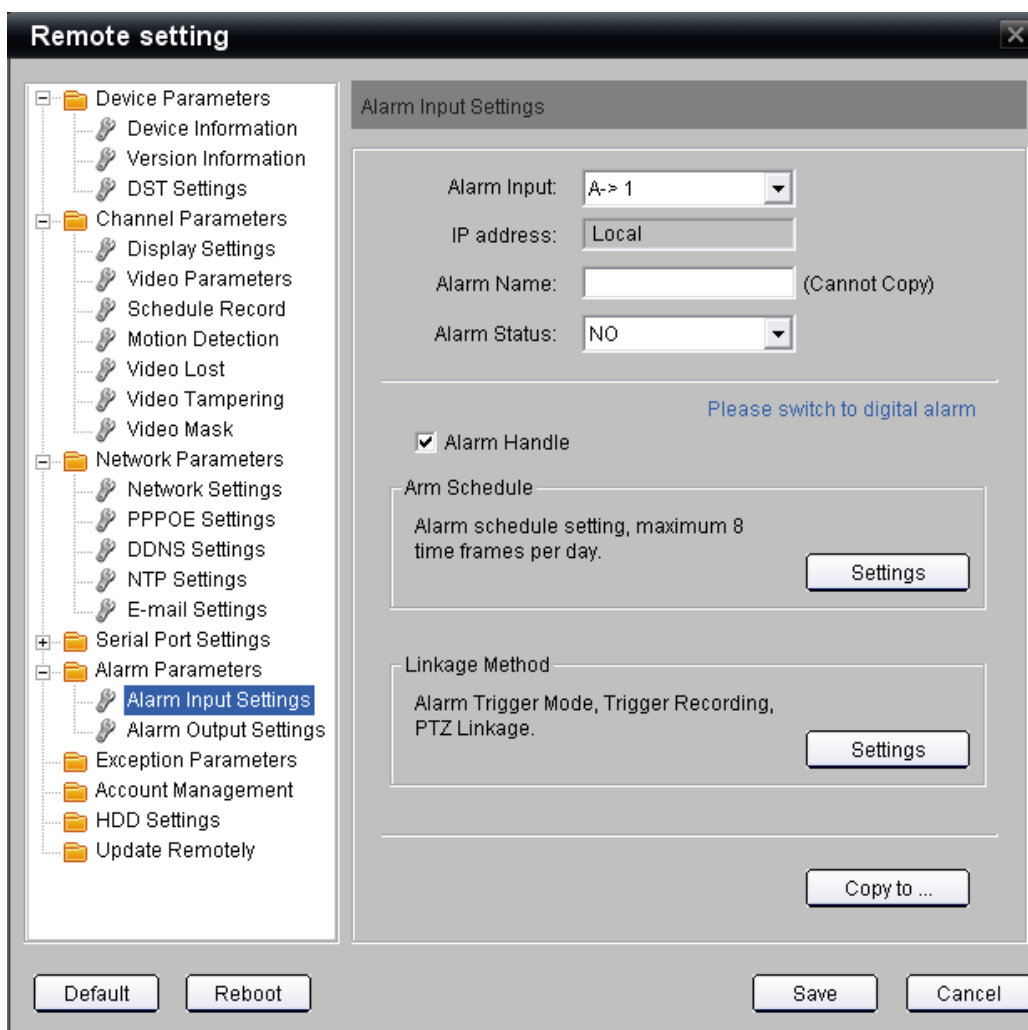 Remote setting
Device Parameters
Device Information
Version Information
DST Settings
Channel Parameters
Display Settings
Video Parameters
Schedule Record
Motion Detection
Video Lost
Video Tampering
Video Mask
Network Parameters
Network Settings
PPPOE Settings
DDNS Settings
NTP Settings
E-mail Settings
Serial Port Settings
Alarm Parameters
Alarm Input Settings
Alarm Output Settings
Exception Parameters
Account Management
HDD Settings
Update Remotely
Alarm Input Settings
Alarm Input: A-> 1
IP address: Local
Alarm Name: (Cannot Copy)
Alarm Status: NO
Please switch to digital alarm
Alarm Handle
Arm Schedule
Alarm schedule setting, maximum 8
time frames per day.
Settings
Linkage Method
Alarm Trigger Mode, Trigger Recording,
PTZ Linkage.
Settings
Copy to ...
Default Reboot Save Cancel